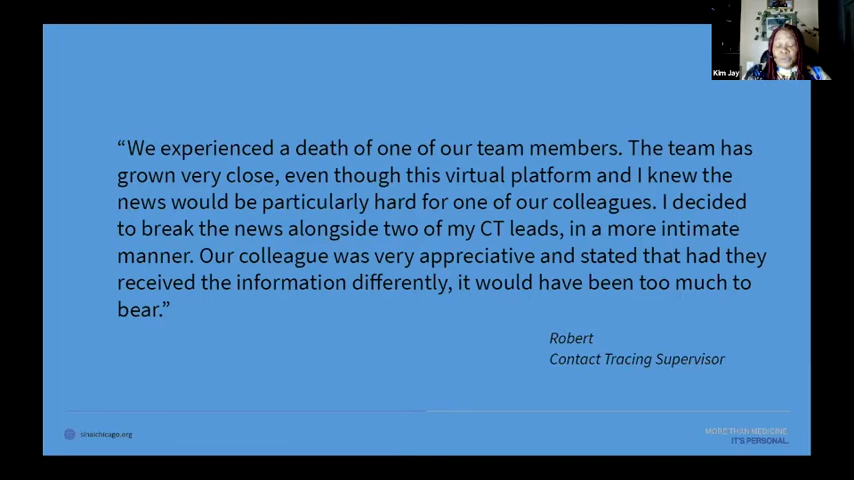 Kim Jay
“We experienced a death of one of our team members. The team has
grown very close, even though this virtual platform and I knew the
news would be particularly hard for one of our colleagues. I decided
to break the news alongside two of my CT leads, in a more intimate
manner. Our colleague was very appreciative and stated that had they
received the information differently, it would have been too much to
bear.”
Robert
Contact Tracing Supervisor
sinaichicago.org
MORE THAN MEDICINE.
IT'S PERSONAL.